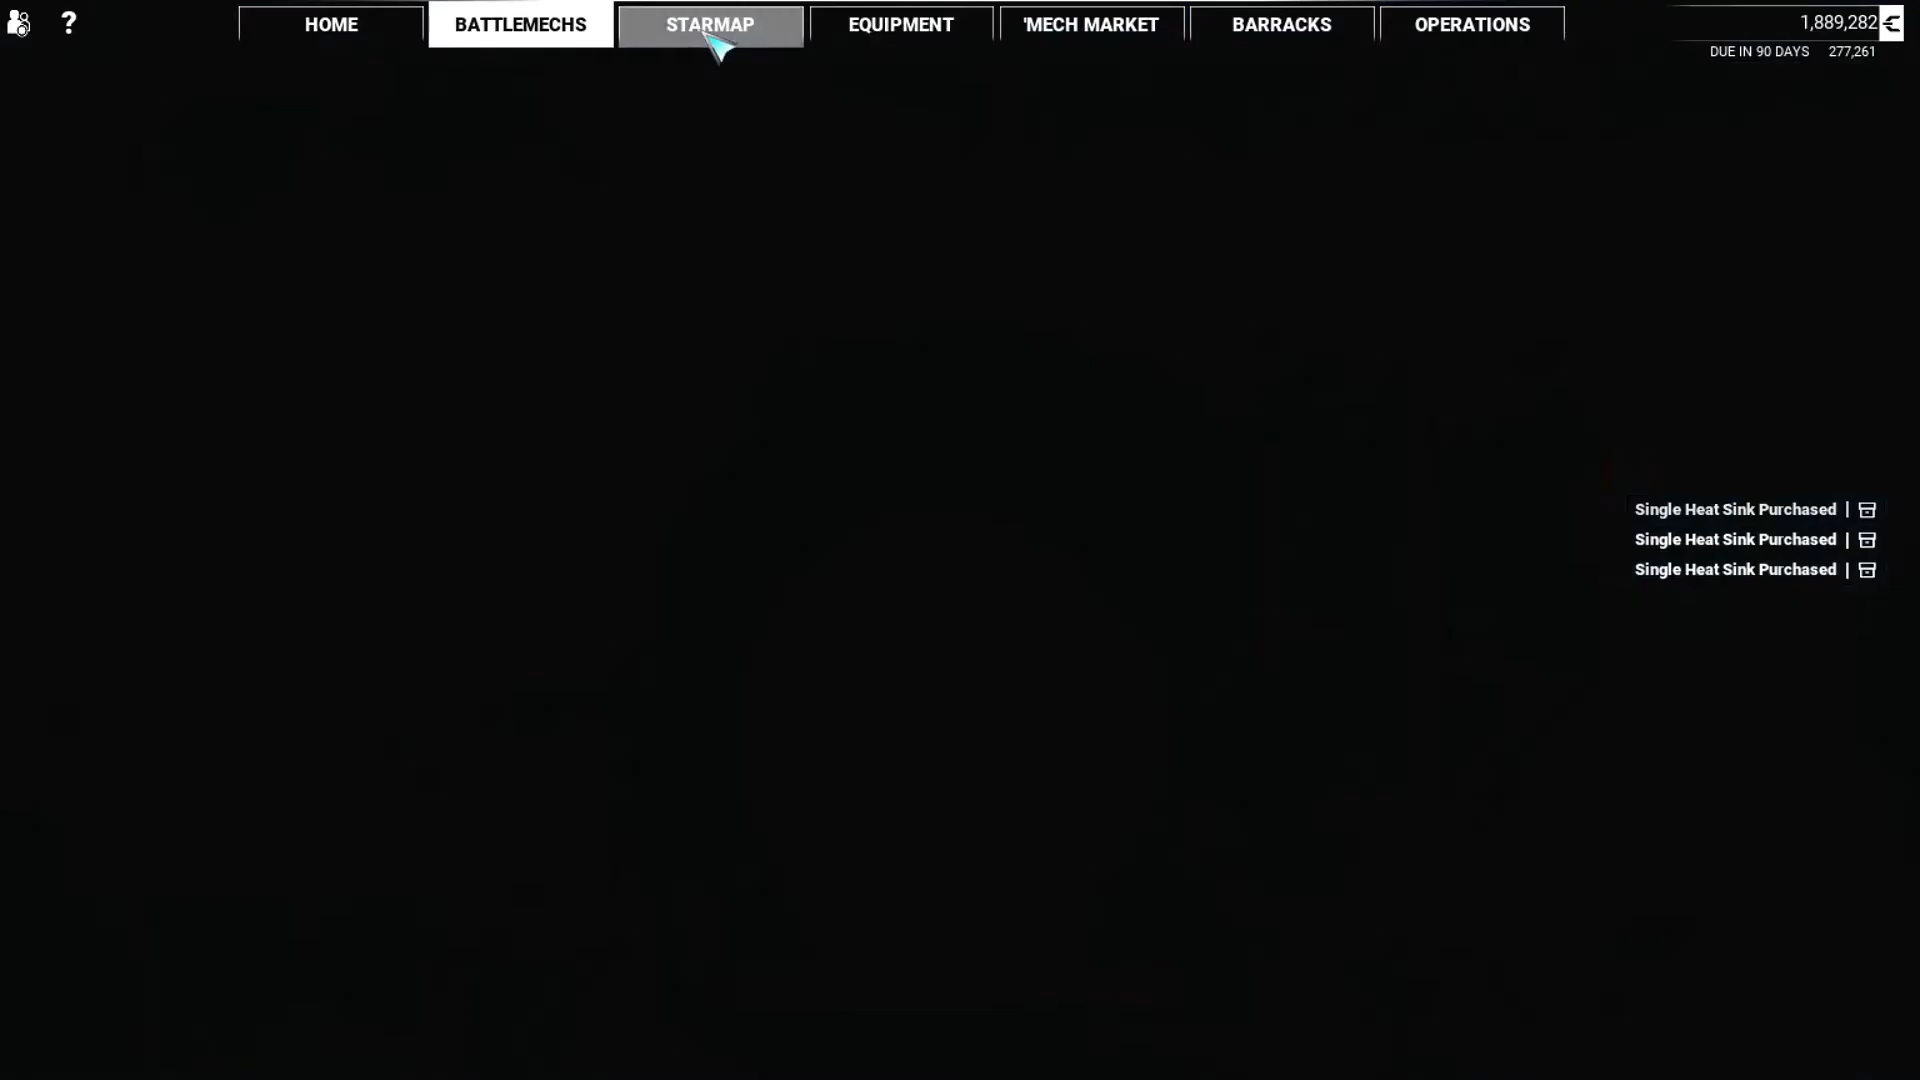 ?
HOME
BATTLEMECHS
STARMAP
EQUIPMENT
'MECH MARKET
BARRACKS
OPERATIONS
1,889,282
DUE IN 90 DAYS 277,261
Single Heat Sink Purchased |
Single Heat Sink Purchased |
Single Heat Sink Purchased |